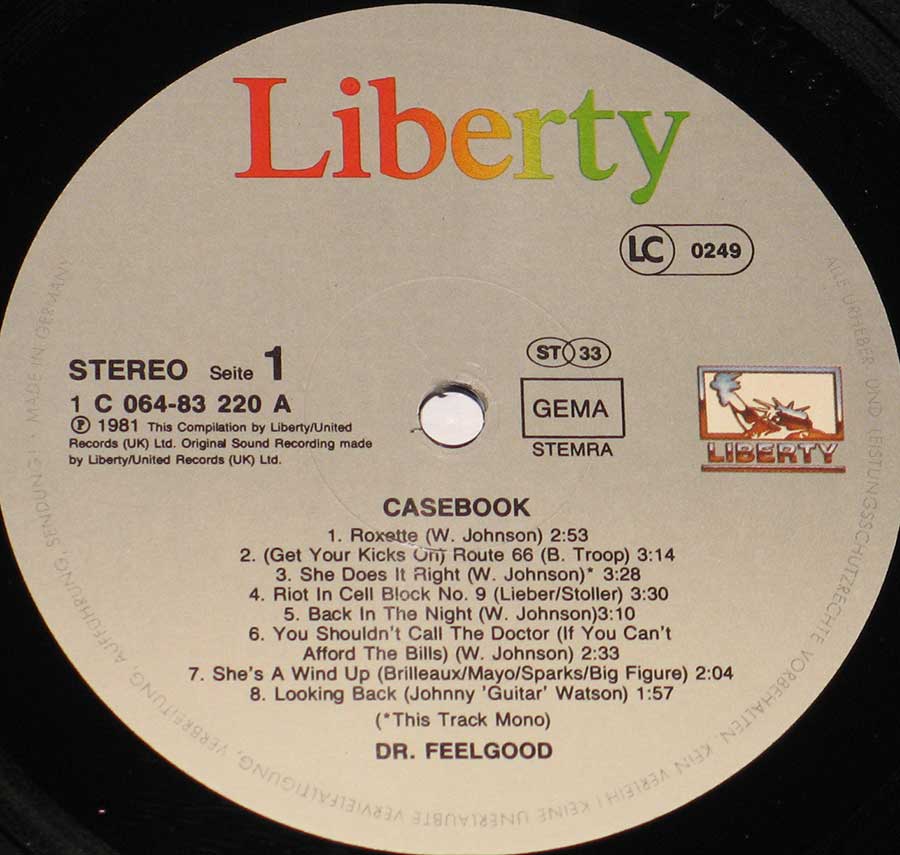 Liberty
LC 0249
STEREO Seite 1
1 C 064-83 220 A
℗ 1981 This Compilation by Liberty/United
Records (UK) Ltd. Original Sound Recording made
by Liberty/United Records (UK) Ltd.
ST 33
GEMA
STEMRA
LIBERTY
CASEBOOK
1. Roxette (W. Johnson) 2:53
2. (Get Your Kicks On) Route 66 (B. Troop) 3:14
3. She Does It Right (W. Johnson)* 3:28
4. Riot In Cell Block No. 9 (Lieber/Stoller) 3:30
5. Back In The Night (W. Johnson)3:10
6. You Shouldn't Call The Doctor (If You Can't
Afford The Bills) (W. Johnson) 2:33
7. She's A Wind Up (Brilleaux/Mayo/Sparks/Big Figure) 2:04
8. Looking Back (Johnny 'Guitar' Watson) 1:57
(*This Track Mono)
DR. FEELGOOD
ALLE URHEBER UND LEISTUNGSSCHUTZRECHTE VORBEHALTEN. KEIN VERLEIH! KEINE UNERLAUBTE VERVIELFÄLTIGUNG, VERBREITUNG, AUFFÜHRUNG, SENDUNG! • MADE IN GERMANY